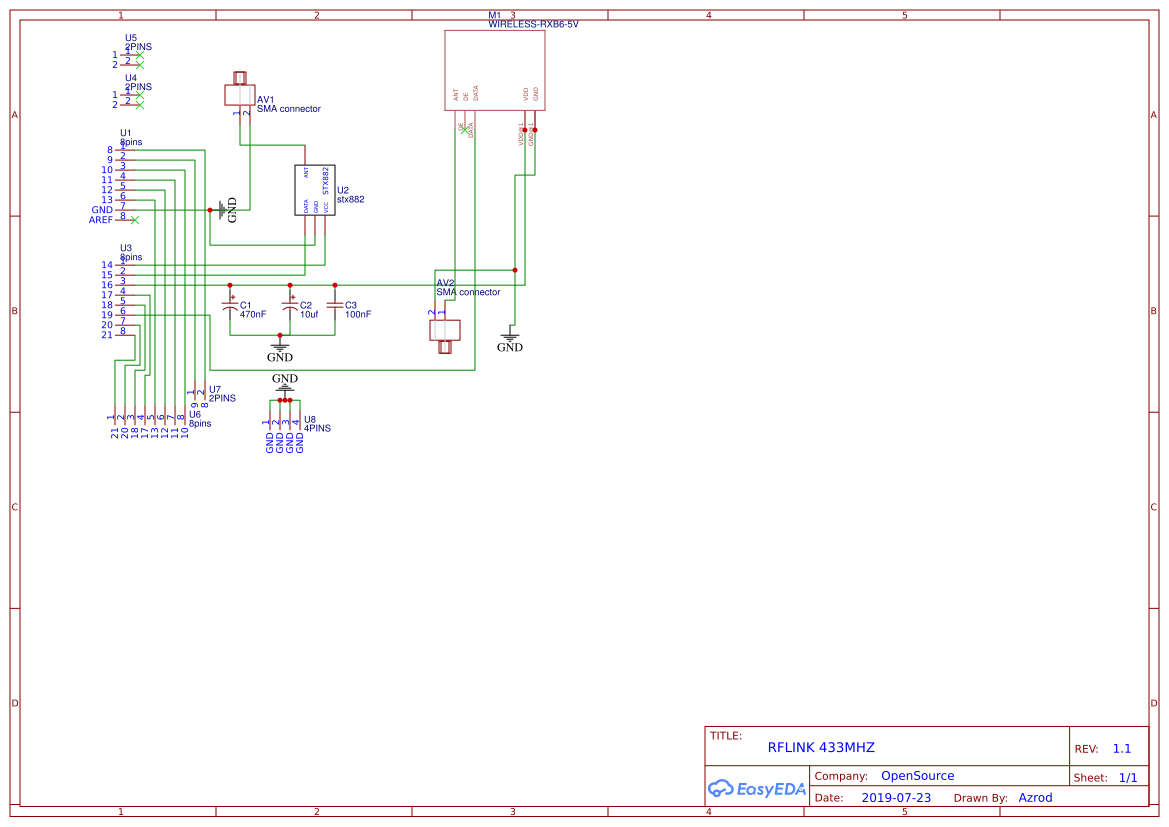 1 2 3 4 5
M1
WIRELESS-RXB6-5V
ANT
DE
DATA
VDD
GND
DE
DATA
VDD#1
GND#1
U5
2PINS
1 1
2 2
U4
2PINS
1 1
2 2
AV1
SMA connector
1 2
A A
U1
8pins
8 1
9 2
10 3
11 4
12 5
13 6
GND 7
AREF 8
GND
ANT
STX882
DATA
GND
VCC
U2
stx882
U3
8pins
14 1
15 2
16 3
17 4
18 5
19 6
20 7
21 8
B B
C1
470nF
C2
10uf
C3
100nF
GND
AV2
SMA connector
2 1
GND
GND
U7
2PINS
1 2
9 8
U6
8pins
1 2 3 4 5 6 7 8
21 20 18 17 13 12 11 10
U8
4PINS
1 2 3 4
GND GND GND GND
C C
D D
TITLE:
RFLINK 433MHZ
REV: 1.1
EasyEDA
Company: OpenSource
Sheet: 1/1
Date: 2019-07-23 Drawn By: Azrod
1 2 3 4 5